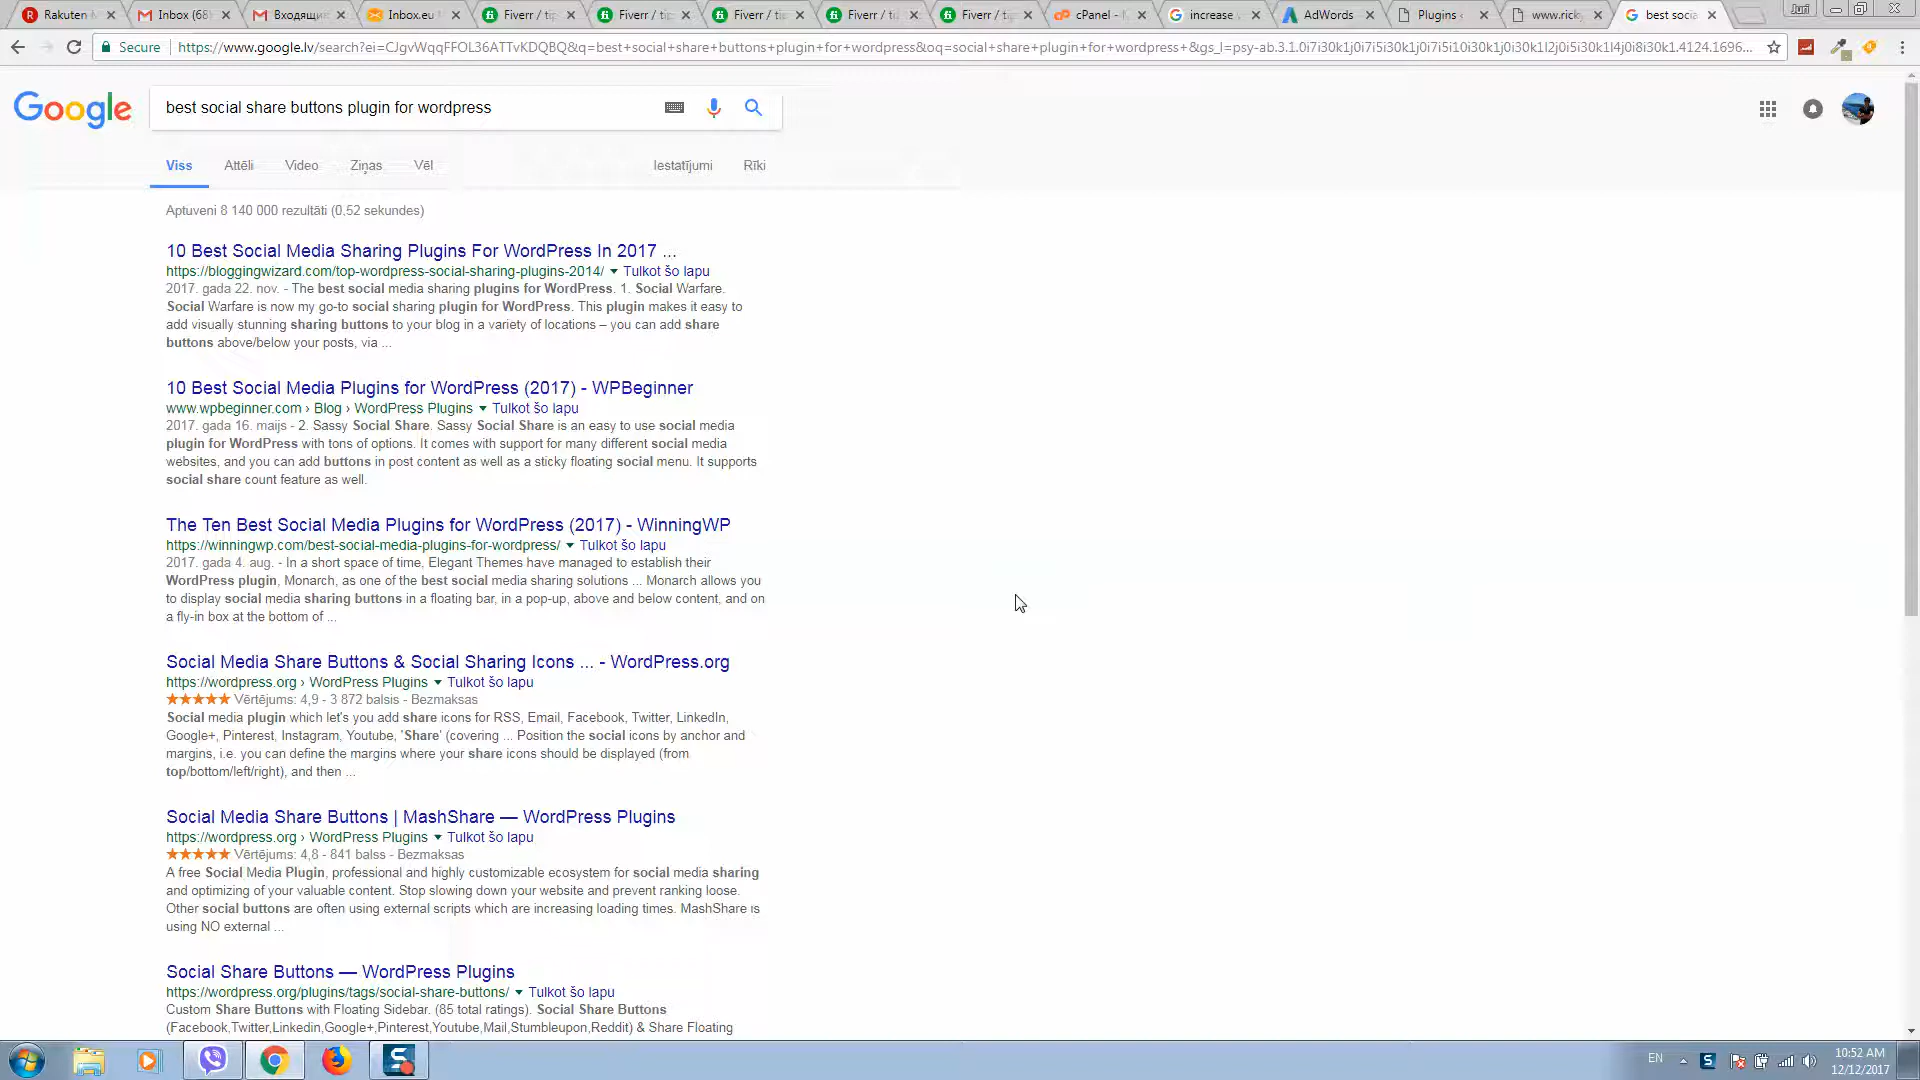 Rakuten
Inbox (68)
Входящи
Inbox.eu
Fiverr / tip
Fiverr / tip
Fiverr / ti
Fiverr / tu
Fiverr / tip
cPanel - M
increase
AdWords
Plugins
www.rick
best socia
Juri
Secure
https://www.google.lv/search?ei=CJgvWqqFFOL36ATTvKDQBQ&q=best+social+share+buttons+plugin+for+wordpress&oq=social+share+plugin+for+wordpress+&gs_l=psy-ab.3.1.0i7i30k1j0i7i5i30k1j0i7i5i10i30k1j0i30k1l2j0i5i30k1l4j0i8i30k1.4124.1696...
Google
best social share buttons plugin for wordpress
Viss
Attēli
Video
Ziņas
Vēl
Iestatījumi
Rīki
Aptuveni 8 140 000 rezultāti (0,52 sekundes)
10 Best Social Media Sharing Plugins For WordPress In 2017 ...
https://bloggingwizard.com/top-wordpress-social-sharing-plugins-2014/ Tulkot šo lapu
2017. gada 22. nov. - The best social media sharing plugins for WordPress. 1. Social Warfare.
Social Warfare is now my go-to social sharing plugin for WordPress. This plugin makes it easy to
add visually stunning sharing buttons to your blog in a variety of locations – you can add share
buttons above/below your posts, via ...
10 Best Social Media Plugins for WordPress (2017) - WPBeginner
www.wpbeginner.com › Blog › WordPress Plugins Tulkot šo lapu
2017. gada 16. maijs - 2. Sassy Social Share. Sassy Social Share is an easy to use social media
plugin for WordPress with tons of options. It comes with support for many different social media
websites, and you can add buttons in post content as well as a sticky floating social menu. It supports
social share count feature as well.
The Ten Best Social Media Plugins for WordPress (2017) - WinningWP
https://winningwp.com/best-social-media-plugins-for-wordpress/ Tulkot šo lapu
2017. gada 4. aug. - In a short space of time, Elegant Themes have managed to establish their
WordPress plugin, Monarch, as one of the best social media sharing solutions ... Monarch allows you
to display social media sharing buttons in a floating bar, in a pop-up, above and below content, and on
a fly-in box at the bottom of ...
Social Media Share Buttons & Social Sharing Icons ... - WordPress.org
https://wordpress.org › WordPress Plugins Tulkot šo lapu
★★★★★ Vērtējums: 4,9 - 3 872 balsis - Bezmaksas
Social media plugin which let's you add share icons for RSS, Email, Facebook, Twitter, LinkedIn,
Google+, Pinterest, Instagram, Youtube, 'Share' (covering ... Position the social icons by anchor and
margins, i.e. you can define the margins where your share icons should be displayed (from
top/bottom/left/right), and then ...
Social Media Share Buttons | MashShare — WordPress Plugins
https://wordpress.org › WordPress Plugins Tulkot šo lapu
★★★★★ Vērtējums: 4,8 - 841 balss - Bezmaksas
A free Social Media Plugin, professional and highly customizable ecosystem for social media sharing
and optimizing of your valuable content. Stop slowing down your website and prevent ranking loose.
Other social buttons are often using external scripts which are increasing loading times. MashShare is
using NO external ...
Social Share Buttons — WordPress Plugins
https://wordpress.org/plugins/tags/social-share-buttons/ Tulkot šo lapu
Custom Share Buttons with Floating Sidebar. (85 total ratings). Social Share Buttons
(Facebook,Twitter,Linkedin,Google+,Pinterest,Youtube,Mail,Stumbleupon,Reddit) & Share Floating
EN
10:52 AM
12/12/2017